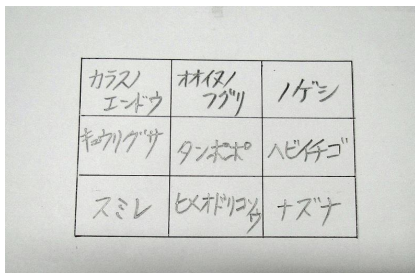 カラスノ
エンドウ
オオイヌノ
フグリ
ノゲシ
キュウリグサ
タンポポ
ヘビイチゴ
スミレ
ヒメオドリコソウ
ナズナ